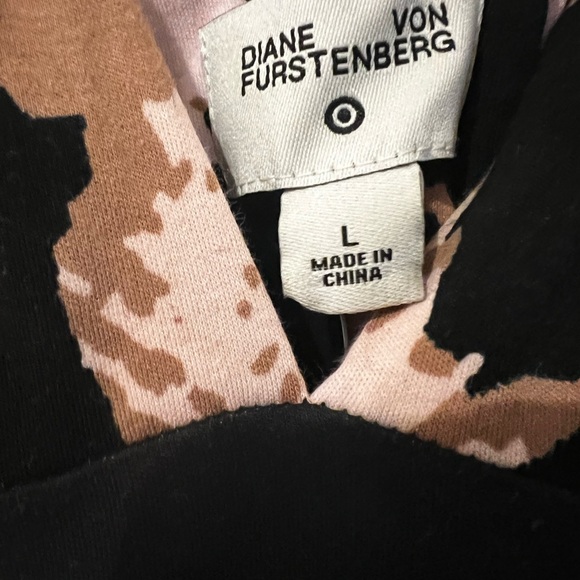 DIANE VON
FURSTENBERG
L
MADE IN
CHINA